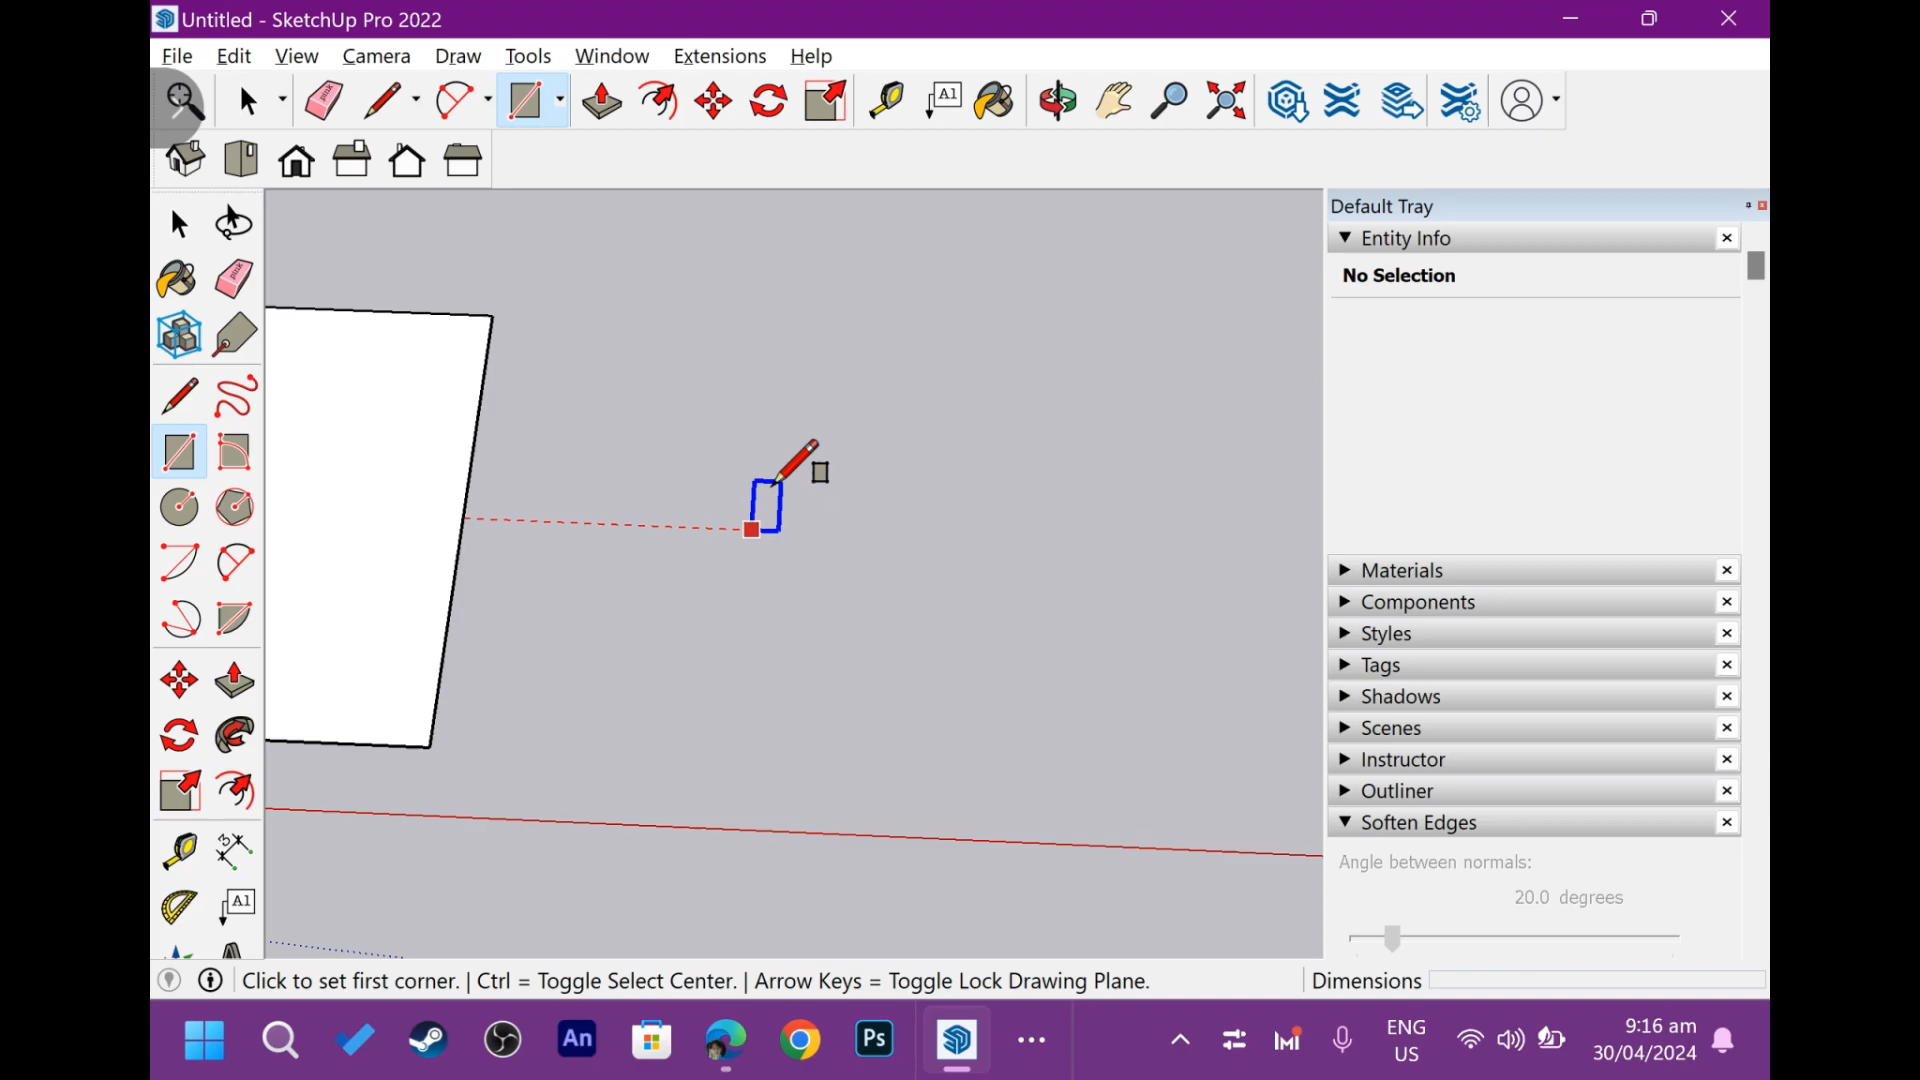 Untitled - SketchUp Pro 2022
File Edit View Camera Draw Tools Window Extensions Help
A1
Default Tray
Entity Info
No Selection
Materials
Components
Styles
Tags
Shadows
Scenes
Instructor
Outliner
Soften Edges
Angle between normals:
20.0 degrees
3
A1
Click to set first corner. | Ctrl = Toggle Select Center. | Arrow Keys = Toggle Lock Drawing Plane.
Dimensions
An
Ps
ENG
US
9:16 am
30/04/2024